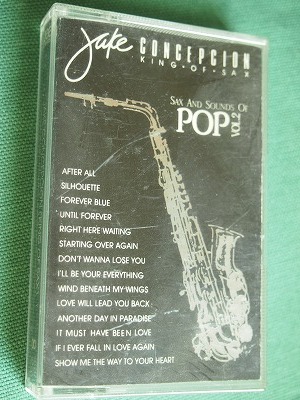 Jake CONCEPCION
KING·OF·SAX
SAX AND SOUNDS OF
POP VOL.2
AFTER ALL
SILHOUETTE
FOREVER BLUE
UNTIL FOREVER
RIGHT HERE WAITING
STARTING OVER AGAIN
DON'T WANNA LOSE YOU
I'LL BE YOUR EVERYTHING
WIND BENEATH MY WINGS
LOVE WILL LEAD YOU BACK
ANOTHER DAY IN PARADISE
IT MUST HAVE BEEN LOVE
IF I EVER FALL IN LOVE AGAIN
SHOW ME THE WAY TO YOUR HEART